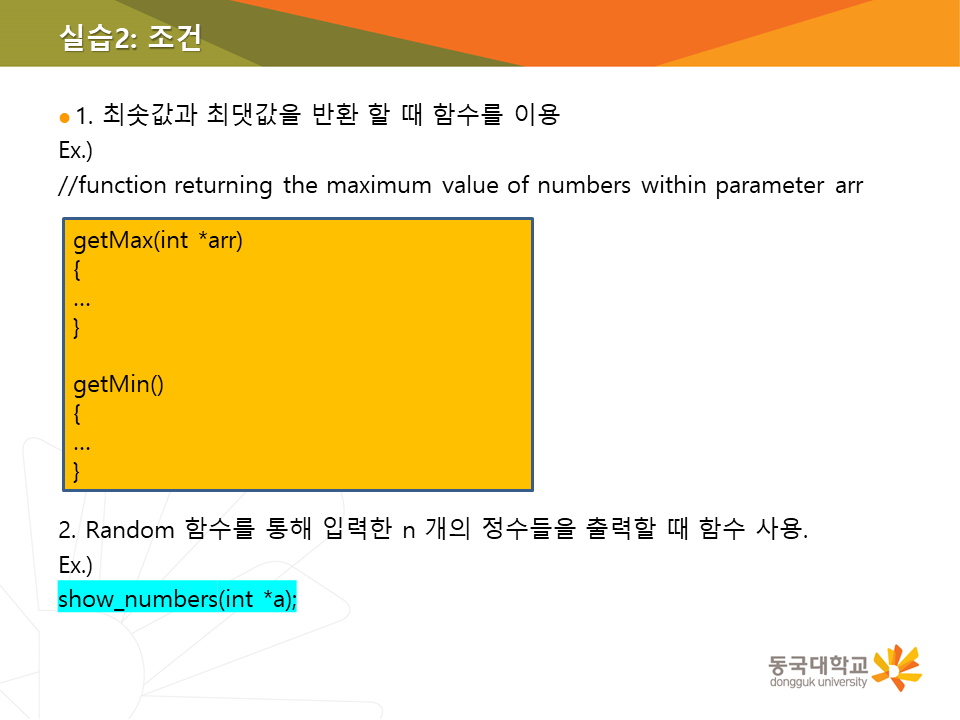 실습2: 조건
1. 최솟값과 최댓값을 반환 할 때 함수를 이용
Ex.)
//function returning the maximum value of numbers within parameter arr
getMax(int *arr)
{
…
}
getMin()
{
…
}
2. Random 함수를 통해 입력한 n 개의 정수들을 출력할 때 함수 사용.
Ex.)
show_numbers(int *a);
동국대학교
dongguk university